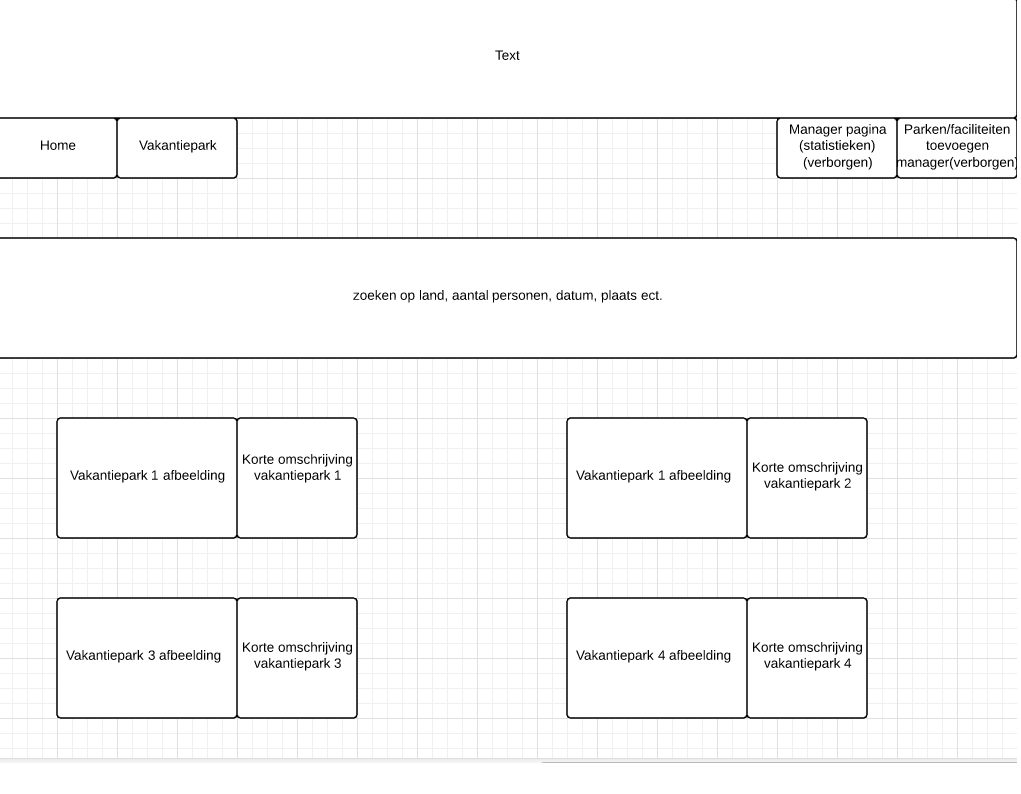 Text
Home
Vakantiepark
Manager pagina
(statistieken)
(verborgen)
Parken/faciliteiten
toevoegen
manager(verborgen)
zoeken op land, aantal personen, datum, plaats ect.
Vakantiepark 1 afbeelding
Korte omschrijving
vakantiepark 1
Vakantiepark 1 afbeelding
Korte omschrijving
vakantiepark 2
Vakantiepark 3 afbeelding
Korte omschrijving
vakantiepark 3
Vakantiepark 4 afbeelding
Korte omschrijving
vakantiepark 4